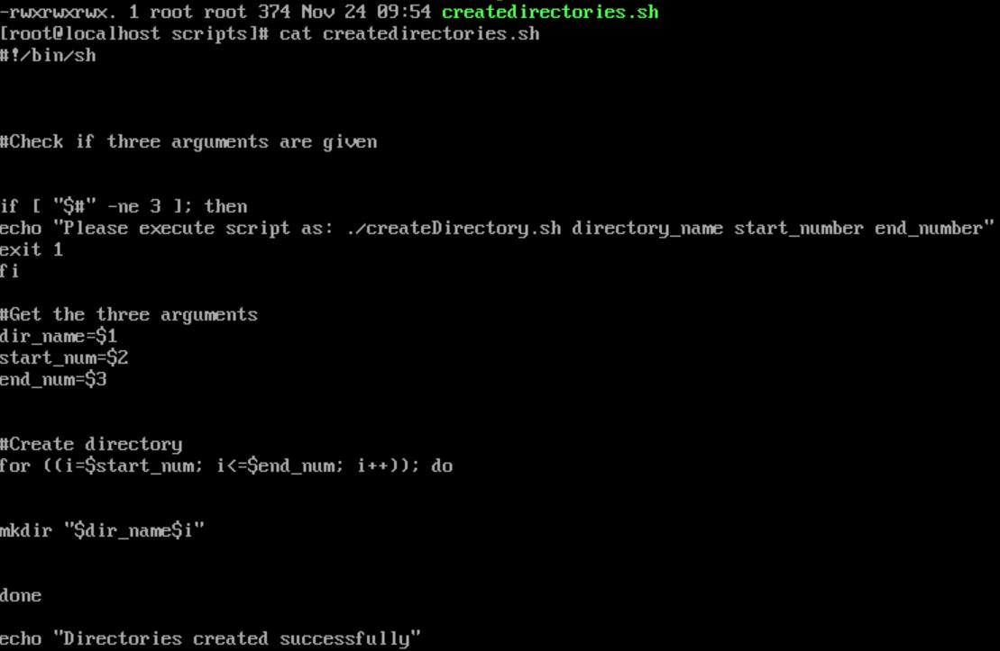 -rwxrwxrwx. 1 root root 374 Nov 24 09:54 createdirectories.sh
[root@localhost scripts]# cat createdirectories.sh
#!/bin/sh
#Check if three arguments are given
if [ "$#" -ne 3 ]; then
echo "Please execute script as: ./createDirectory.sh directory_name start_number end_number"
exit 1
fi
#Get the three arguments
dir_name=$1
start_num=$2
end_num=$3
#Create directory
for ((i=$start_num; i<=$end_num; i++)); do
mkdir "$dir_name$i"
done
echo "Directories created successfully"